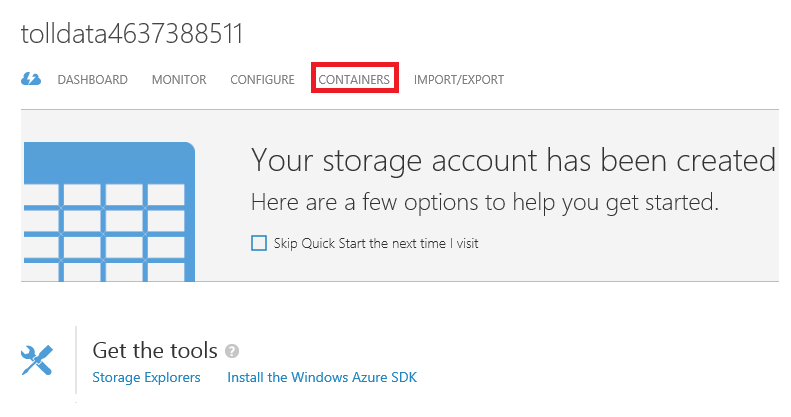 tolldata4637388511
DASHBOARD MONITOR CONFIGURE CONTAINERS IMPORT/EXPORT
Your storage account has been created
Here are a few options to help you get started.
Skip Quick Start the next time I visit
Get the tools ?
Storage Explorers Install the Windows Azure SDK